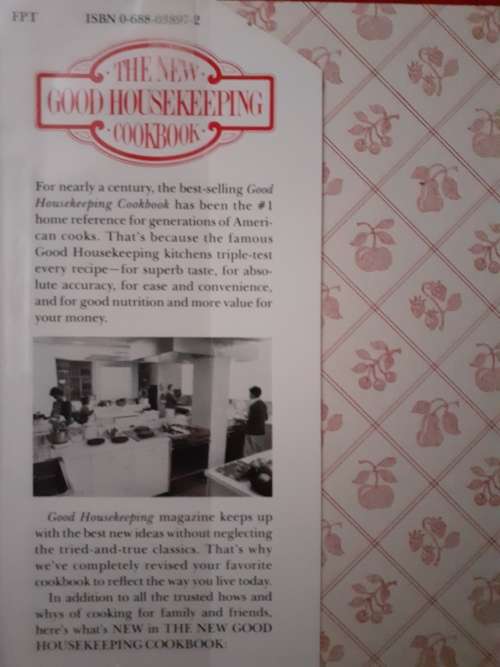 FPT ISBN 0-688-03897-2
THE NEW
GOOD HOUSEKEEPING
COOKBOOK
For nearly a century, the best-selling Good
Housekeeping Cookbook has been the #1
home reference for generations of Ameri-
can cooks. That's because the famous
Good Housekeeping kitchens triple-test
every recipe—for superb taste, for abso-
lute accuracy, for ease and convenience,
and for good nutrition and more value for
your money.
Good Housekeeping magazine keeps up
with the best new ideas without neglecting
the tried-and-true classics. That's why
we've completely revised your favorite
cookbook to reflect the way you live today.
In addition to all the trusted hows and
whys of cooking for family and friends,
here's what's NEW in THE NEW GOOD
HOUSEKEEPING COOKBOOK: